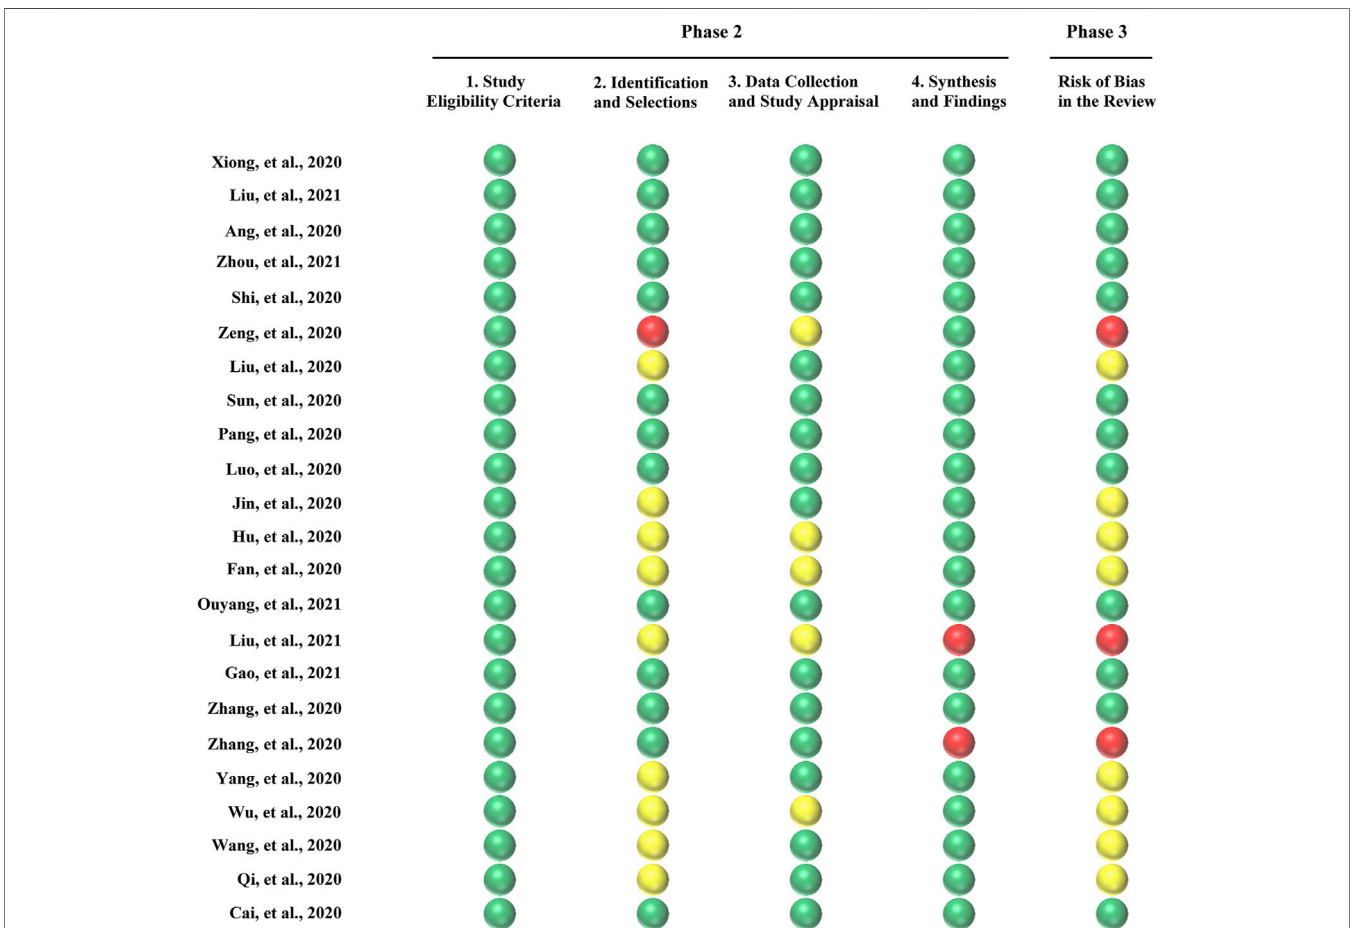 Phase 2
Phase 3
1. Study
Eligibility Criteria
2. Identification
and Selections
3. Data Collection
and Study Appraisal
4. Synthesis
and Findings
Risk of Bias
in the Review
Xiong, et al., 2020
Liu, et al., 2021
Ang, et al., 2020
Zhou, et al., 2021
Shi, et al., 2020
Zeng, et al., 2020
Liu, et al., 2020
Sun, et al., 2020
Pang, et al., 2020
Luo, et al., 2020
Jin, et al., 2020
Hu, et al., 2020
Fan, et al., 2020
Ouyang, et al., 2021
Liu, et al., 2021
Gao, et al., 2021
Zhang, et al., 2020
Zhang, et al., 2020
Yang, et al., 2020
Wu, et al., 2020
Wang, et al., 2020
Qi, et al., 2020
Cai, et al., 2020